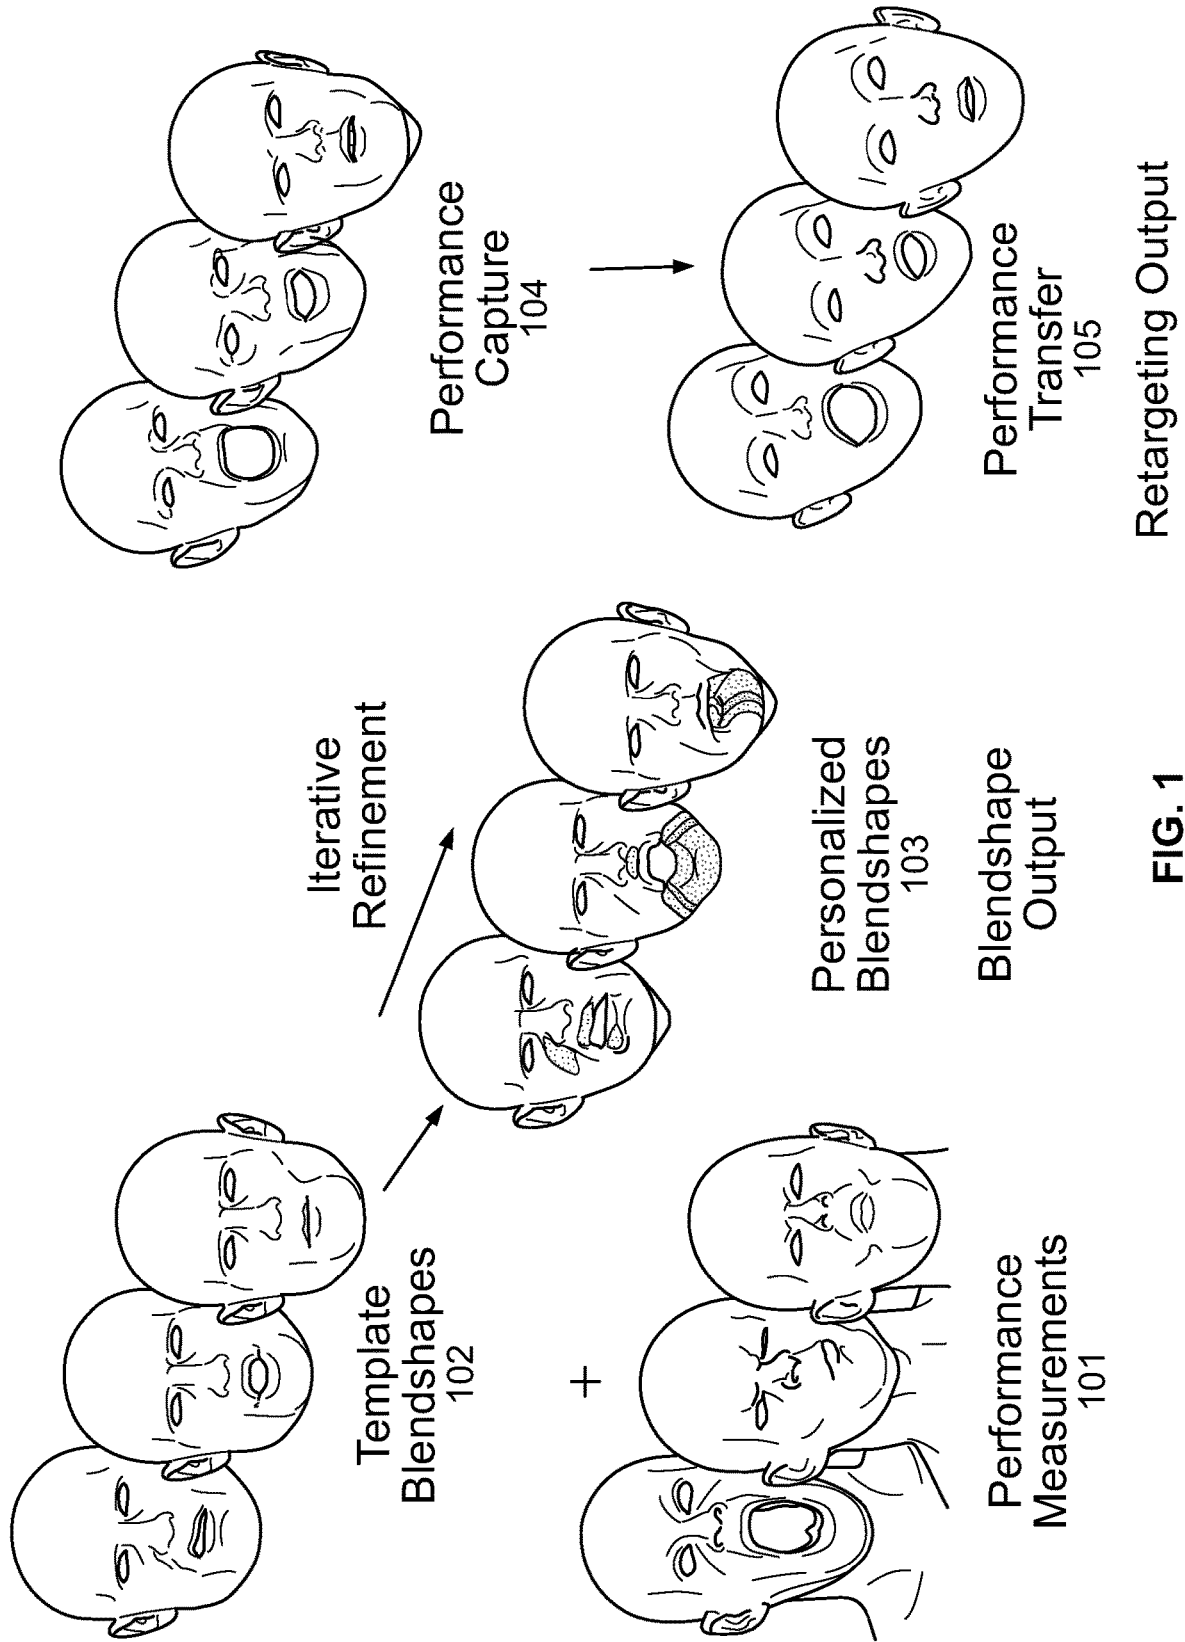 Template
Blendshapes
102
+
Performance
Measurements
101
Iterative
Refinement
Personalized
Blendshapes
103
Blendshape
Output
Performance
Capture
104
Performance
Transfer
105
Retargeting Output
FIG. 1